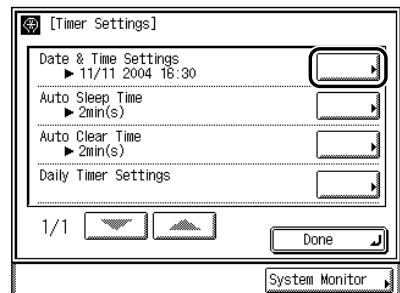 [Timer Settings]
Date & Time Settings
▶ 11/11 2004 16:30
Auto Sleep Time
▶ 2min(s)
Auto Clear Time
▶ 2min(s)
Daily Timer Settings
1/1
Done
System Monitor